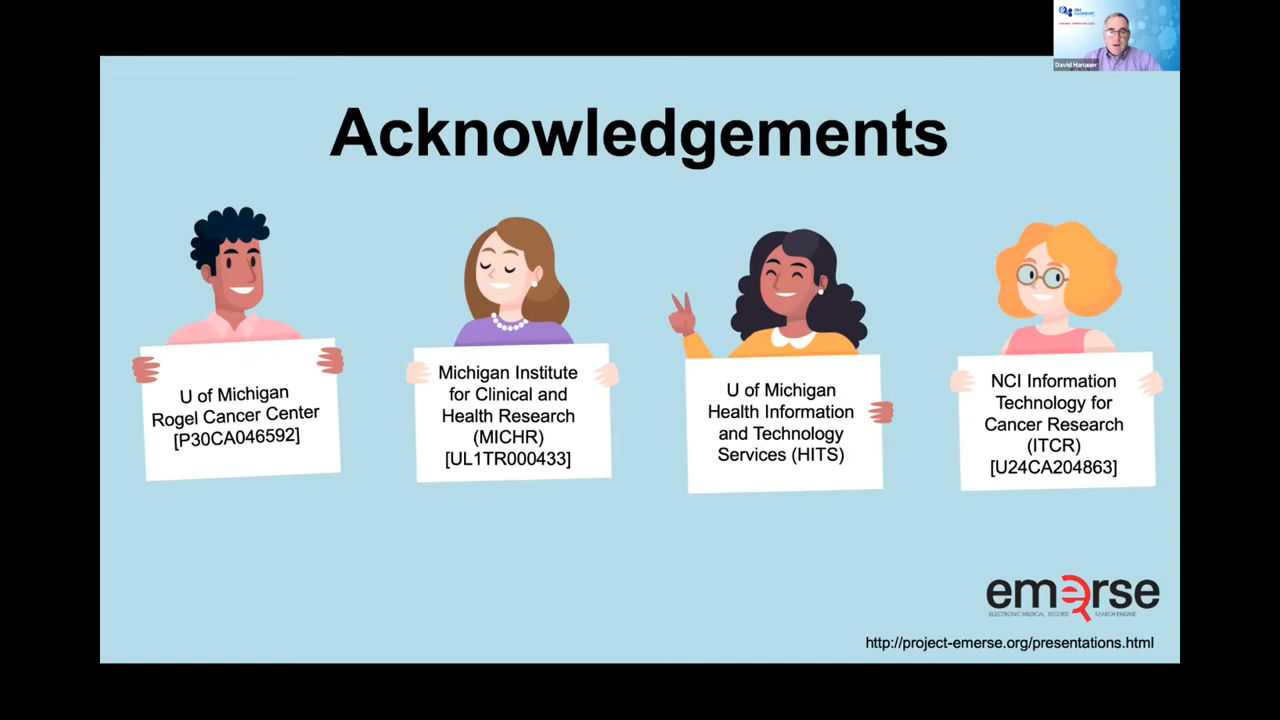 David Hanauer
Acknowledgements
U of Michigan
Rogel Cancer Center
[P30CA046592]
Michigan Institute
for Clinical and
Health Research
(MICHR)
[UL1TR000433]
U of Michigan
Health Information
and Technology
Services (HITS)
NCI Information
Technology for
Cancer Research
(ITCR)
[U24CA204863]
emerse
ELECTRONIC MEDICAL RECORD SEARCH ENGINE
http://project-emerse.org/presentations.html